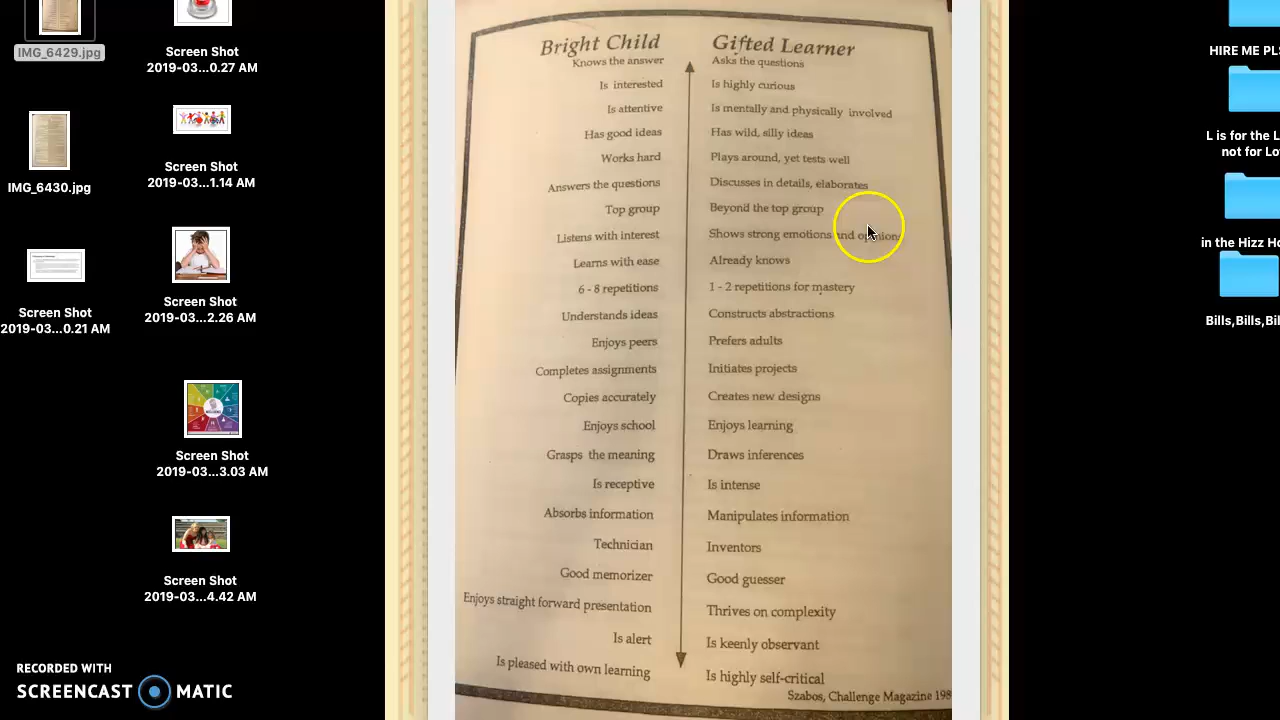 IMG_6429.jpg
Screen Shot
2019-03...0.27 AM
Screen Shot
2019-03...1.14 AM
IMG_6430.jpg
Screen Shot
2019-03...2.26 AM
Screen Shot
2019-03...0.21 AM
Screen Shot
2019-03...3.03 AM
Screen Shot
2019-03...4.42 AM
RECORDED WITH
SCREENCAST MATIC
Bright Child Gifted Learner
Knows the answer Asks the questions
Is interested Is highly curious
Is attentive Is mentally and physically involved
Has good ideas Has wild, silly ideas
Works hard Plays around, yet tests well
Answers the questions Discusses in details, elaborates
Top group Beyond the top group
Listens with interest Shows strong emotions and opinions
Learns with ease Already knows
6 - 8 repetitions 1 - 2 repetitions for mastery
Understands ideas Constructs abstractions
Enjoys peers Prefers adults
Completes assignments Initiates projects
Copies accurately Creates new designs
Enjoys school Enjoys learning
Grasps the meaning Draws inferences
Is receptive Is intense
Absorbs information Manipulates information
Technician Inventors
Good memorizer Good guesser
Enjoys straight forward presentation Thrives on complexity
Is alert Is keenly observant
Is pleased with own learning Is highly self-critical
Szabos, Challenge Magazine 198
HIRE ME PL
L is for the L
not for Lo
in the Hizz Ho
Bills,Bills,Bil